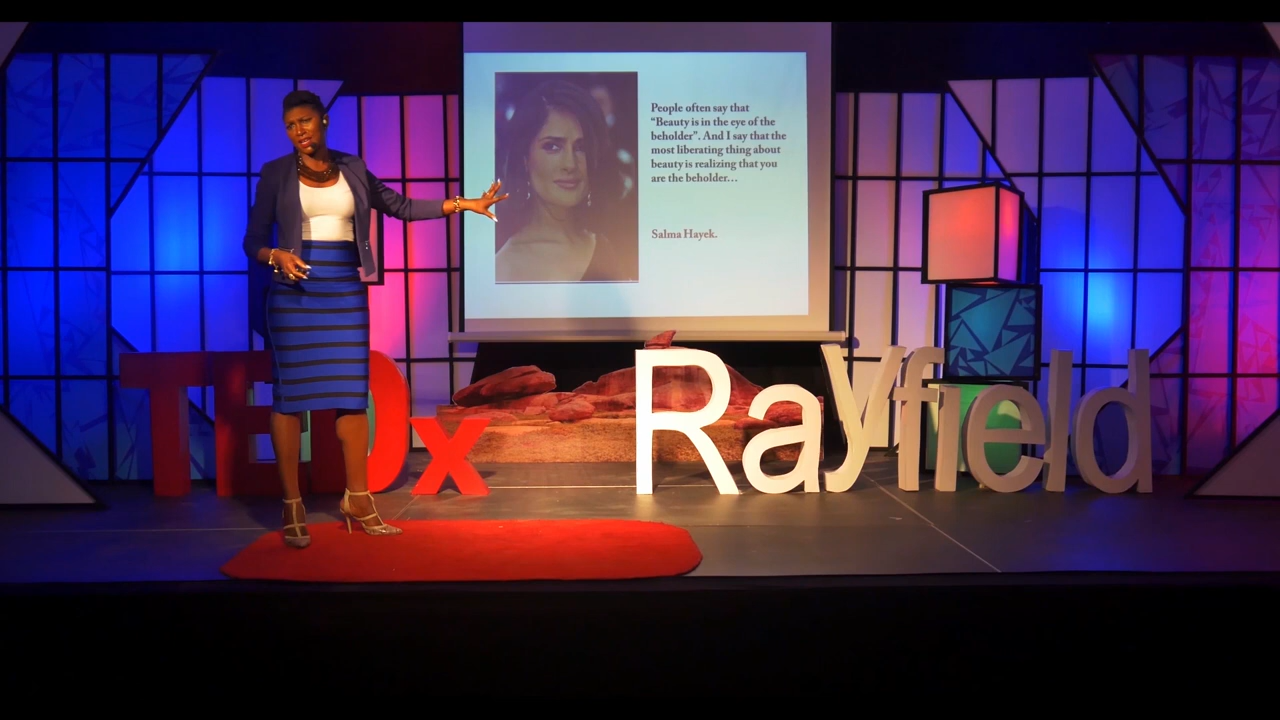 People often say that
“Beauty is in the eye of the
beholder”. And I say that the
most liberating thing about
beauty is realizing that you
are the beholder...
Salma Hayek.
TEDx
Rayfield